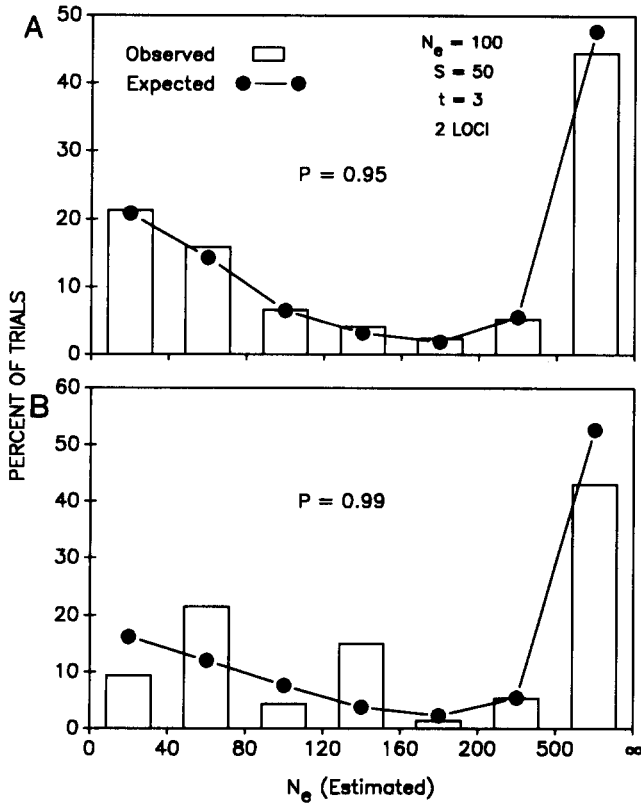 A
Observed
Expected
Ne = 100
S = 50
t = 3
2 LOCI
P = 0.95
50
40
30
20
10
0
PERCENT OF TRIALS
B
P = 0.99
60
50
40
30
20
10
0
0 40 80 120 160 200 500 ∞
Ne (Estimated)